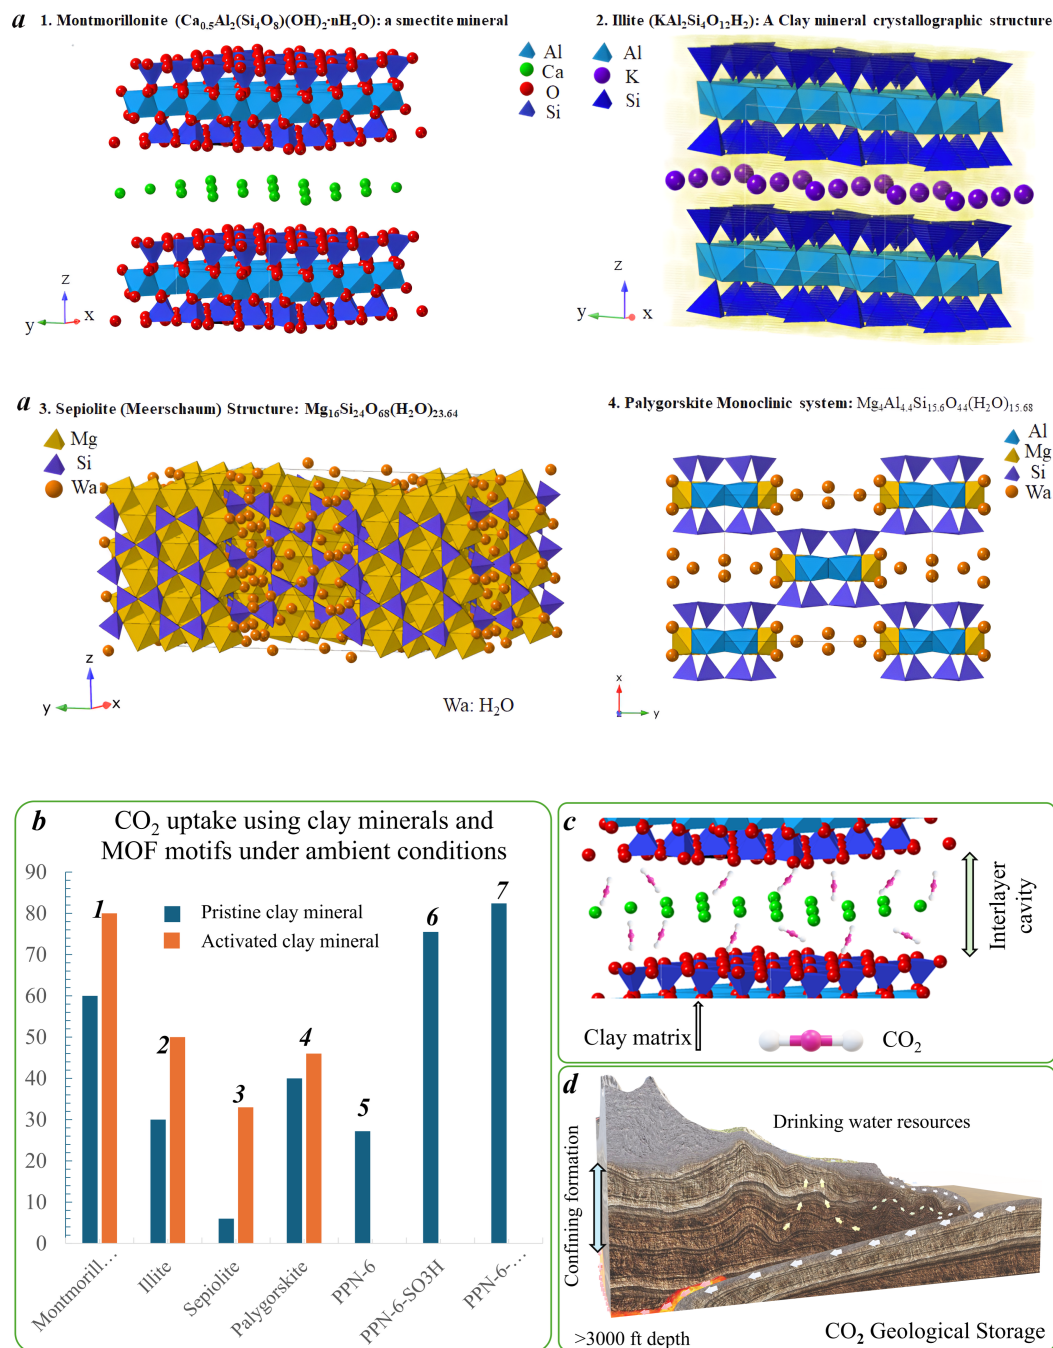 a 1. Montmorillonite (Ca0.5Al2(Si4O8)(OH)2·nH2O): a smectite mineral
Al
Ca
O
Si
z
y
x
2. Illite (KAl2Si4O12H2): A Clay mineral crystallographic structure
Al
K
Si
z
y
x
a 3. Sepiolite (Meerschaum) Structure: Mg16Si24O68(H2O)23.64
Mg
Si
Wa
z
y
x
Wa: H2O
4. Palygorskite Monoclinic system: Mg4Al4.4Si15.6O44(H2O)15.68
Al
Mg
Si
Wa
x
y
b CO2 uptake using clay minerals and
MOF motifs under ambient conditions
90
80
70
60
50
40
30
20
10
0
Pristine clay mineral
Activated clay mineral
1
2
3
4
5
6
7
Montmorill…
Illite
Sepiolite
Palygorskite
PPN-6
PPN-6-SO3H
PPN-6-…
c
Interlayer
cavity
Clay matrix
CO2
d
Drinking water resources
Confining formation
>3000 ft depth
CO2 Geological Storage